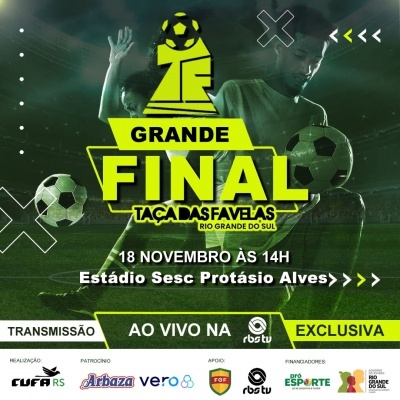 TF
GRANDE
FINAL
TAÇA DAS FAVELAS
RIO GRANDE DO SUL
18 NOVEMBRO ÀS 14H
Estádio Sesc Protásio Alves
TRANSMISSÃO AO VIVO NA rbs tv EXCLUSIVA
REALIZAÇÃO: PATROCÍNIO APOIO: FINANCIADORES:
CUFA RS Arbaza vero FGF rbs tv PRÓ ESPORTE RIO GRANDE DO SUL